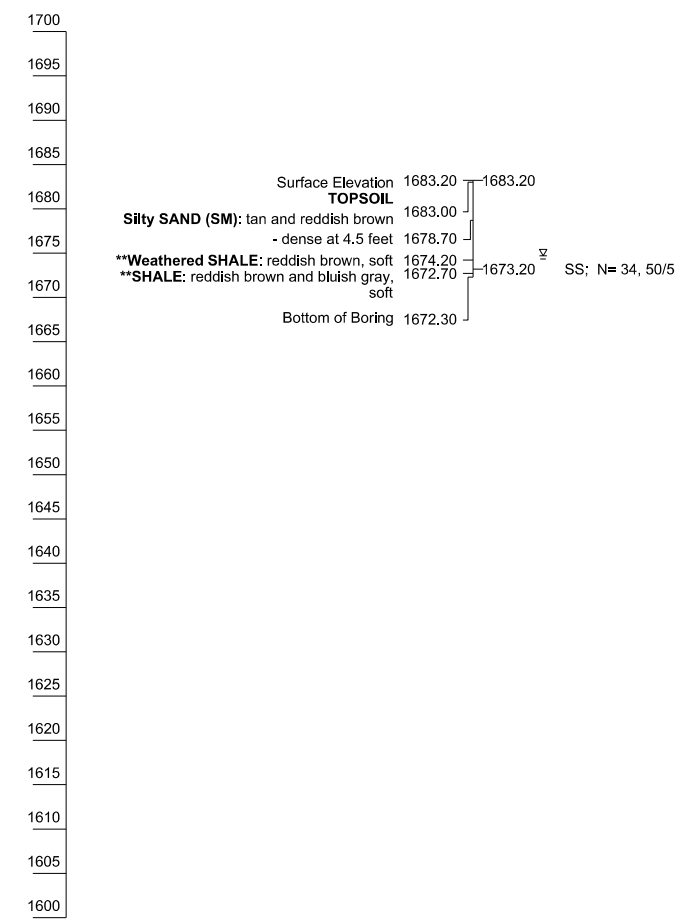 1700
1695
1690
1685
Surface Elevation 1683.20 1683.20
TOPSOIL
1680
1683.00
Silty SAND (SM): tan and reddish brown
- dense at 4.5 feet 1678.70
1675
**Weathered SHALE: reddish brown, soft 1674.20
**SHALE: reddish brown and bluish gray, 1672.70 1673.20 SS; N= 34, 50/5
soft
1670
Bottom of Boring 1672.30
1665
1660
1655
1650
1645
1640
1635
1630
1625
1620
1615
1610
1605
1600